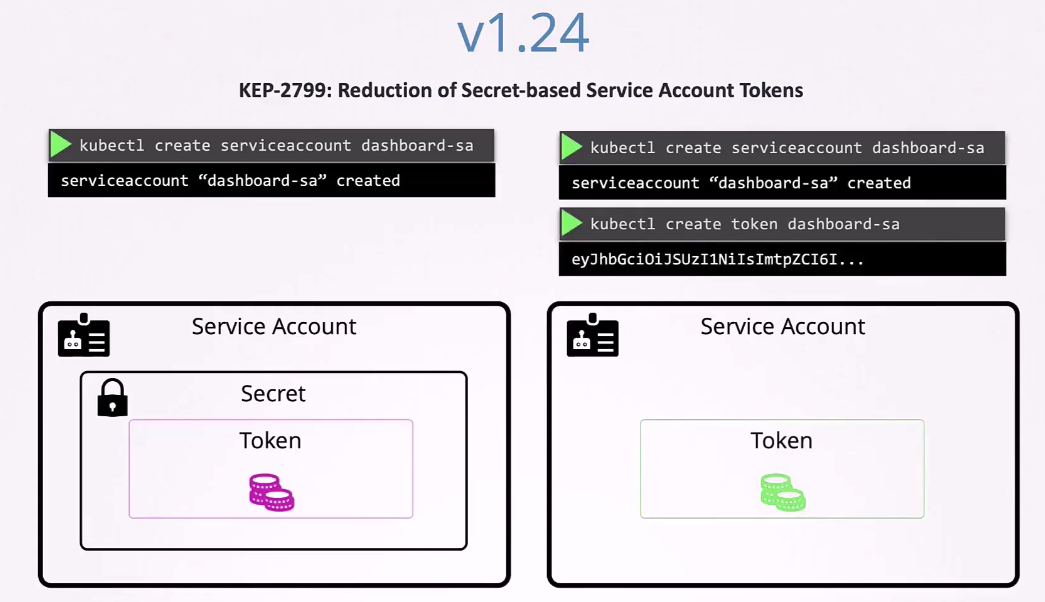 v1.24
KEP-2799: Reduction of Secret-based Service Account Tokens
kubectl create serviceaccount dashboard-sa
serviceaccount “dashboard-sa” created
kubectl create serviceaccount dashboard-sa
serviceaccount “dashboard-sa” created
kubectl create token dashboard-sa
eyJhbGciOiJSUzI1NiIsImtpZCI6I...
Service Account
Secret
Token
Service Account
Token